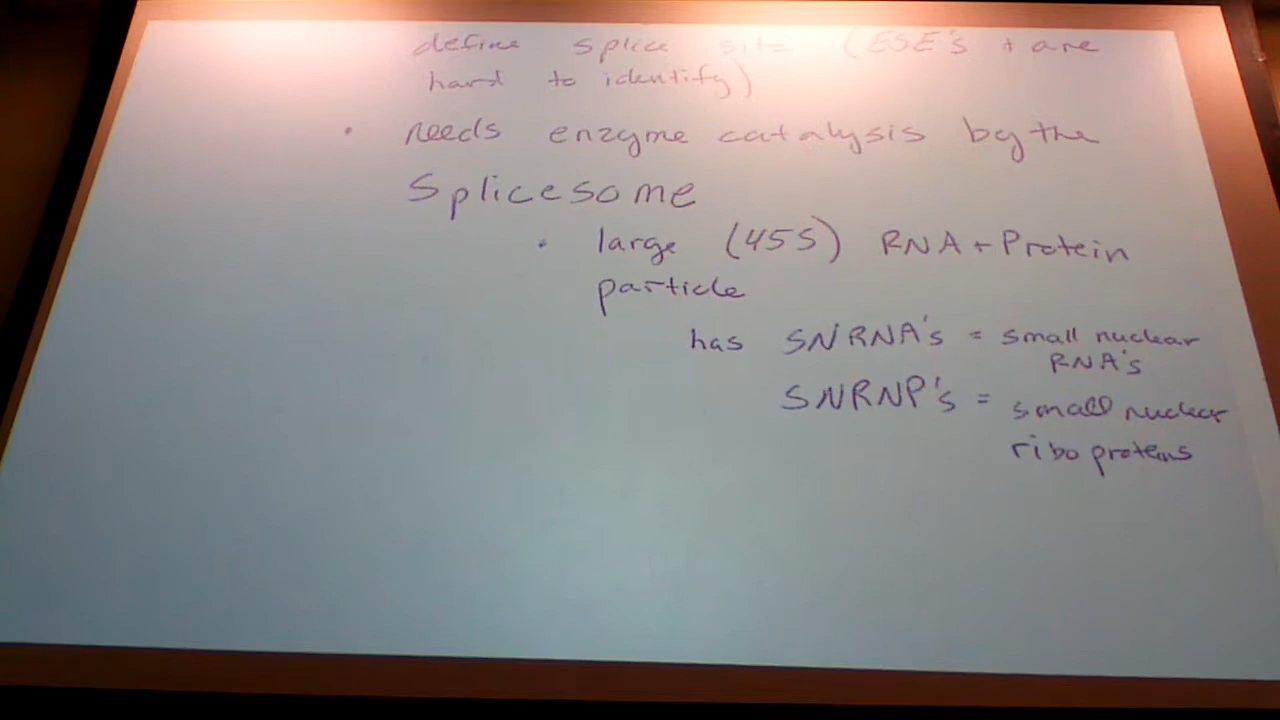 define splice site (ESE's + are
hard to identify)
• needs enzyme catalysis by the
Splicesome
• large (45S) RNA + Protein
particle
has SNRNA's = small nuclear
RNA's
SNRNP's = small nuclear
ribo proteins